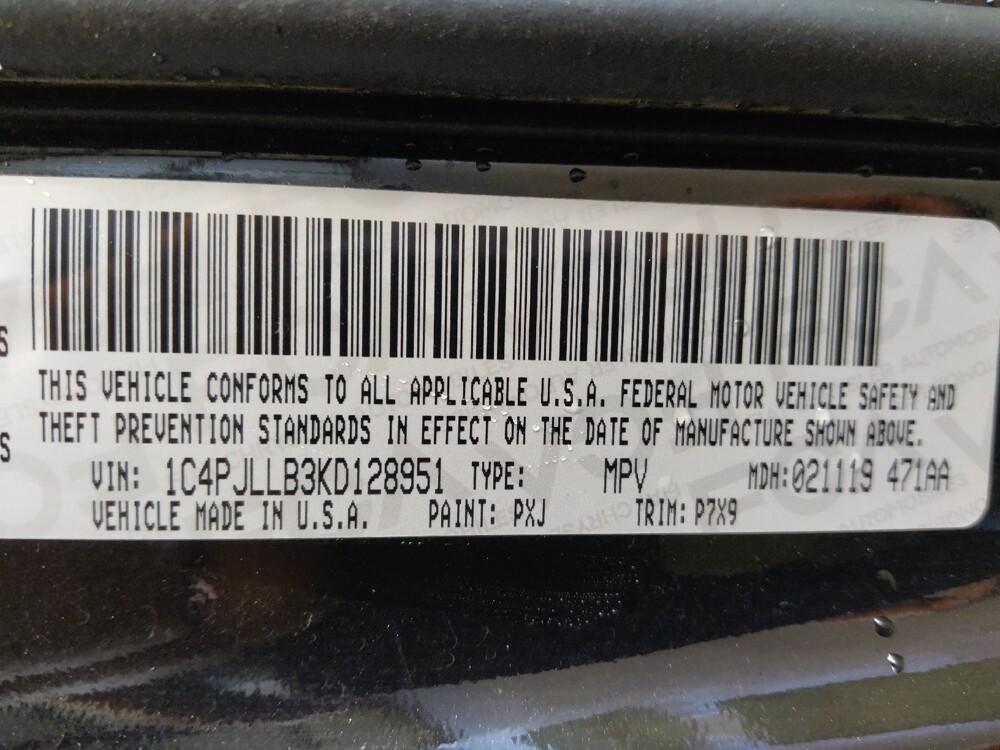 THIS VEHICLE CONFORMS TO ALL APPLICABLE U.S.A. FEDERAL MOTOR VEHICLE SAFETY AND
THEFT PREVENTION STANDARDS IN EFFECT ON THE DATE OF MANUFACTURE SHOWN ABOVE.
VIN: 1C4PJLLB3KD128951 TYPE: MPV MDH:021119 471AA
VEHICLE MADE IN U.S.A. PAINT: PXJ TRIM: P7X9